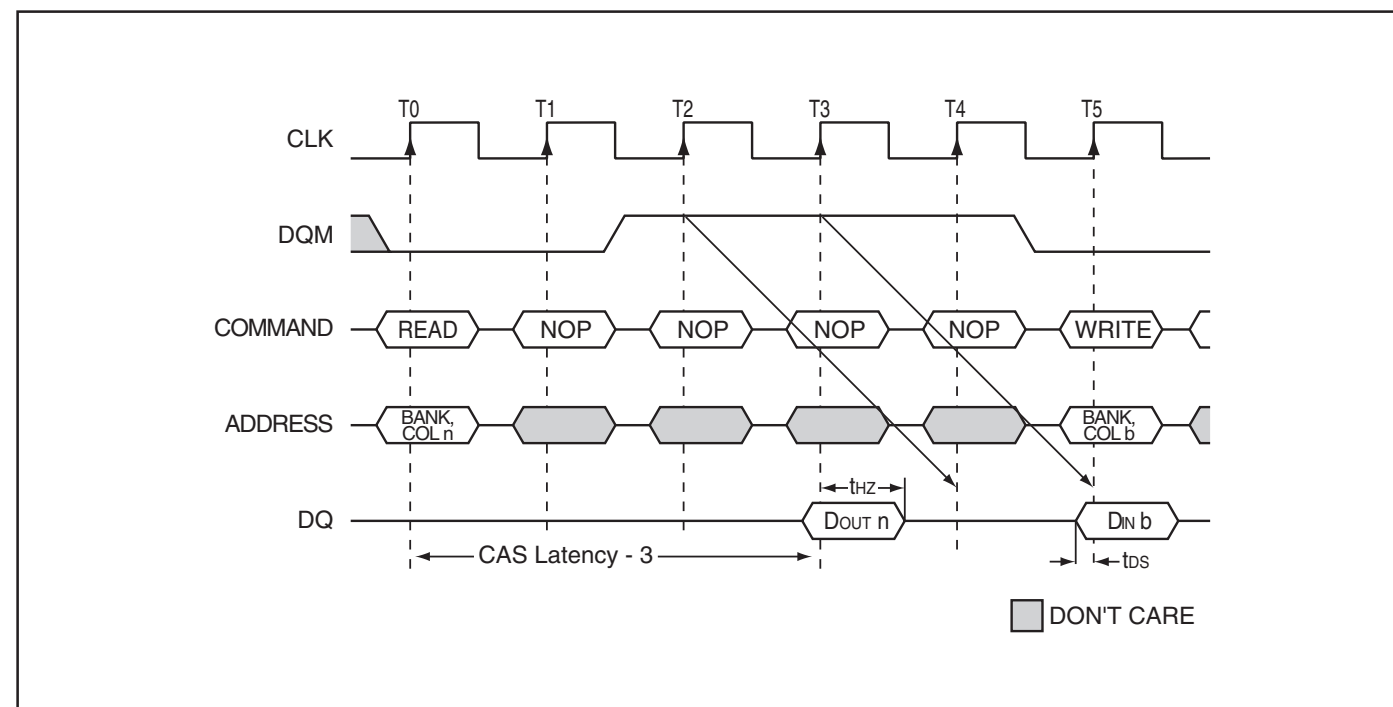 T0 T1 T2 T3 T4 T5
CLK
DQM
COMMAND READ NOP NOP NOP NOP WRITE
ADDRESS BANK, COL n BANK, COL b
tHZ
DQ DOUT n DIN b
CAS Latency - 3 tDS
DON'T CARE